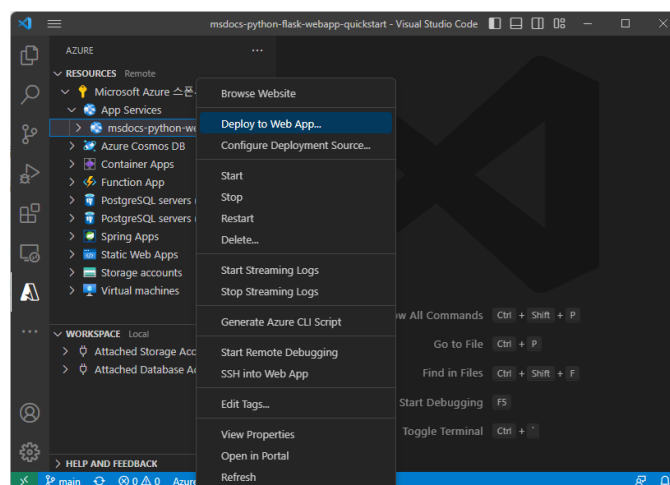 msdocs-python-flask-webapp-quickstart - Visual Studio Code
AZURE
RESOURCES Remote
Microsoft Azure 스폰
App Services
msdocs-python-we
Azure Cosmos DB
Container Apps
Function App
PostgreSQL servers
PostgreSQL servers
Spring Apps
Static Web Apps
Storage accounts
Virtual machines
WORKSPACE Local
Attached Storage Acc
Attached Database Ac
HELP AND FEEDBACK
main
0 0
Azure
Browse Website
Deploy to Web App...
Configure Deployment Source...
Start
Stop
Restart
Delete...
Start Streaming Logs
Stop Streaming Logs
Generate Azure CLI Script
Start Remote Debugging
SSH into Web App
Edit Tags...
View Properties
Open in Portal
Refresh
All Commands Ctrl + Shift + P
Go to File Ctrl + P
Find in Files Ctrl + Shift + F
Start Debugging F5
Toggle Terminal Ctrl + `